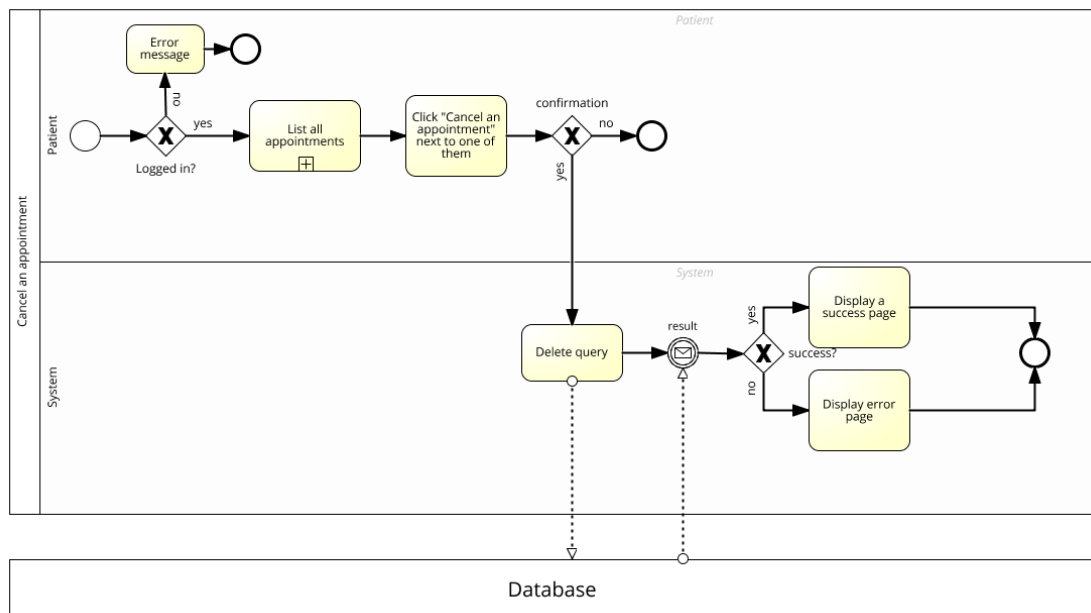 Patient
Cancel an appointment
Patient
Error
message
no
yes
Logged in?
List all
appointments
Click "Cancel an
appointment"
next to one of
them
confirmation
no
yes
System
System
Delete query
result
yes
success?
no
Display a
success page
Display error
page
Database